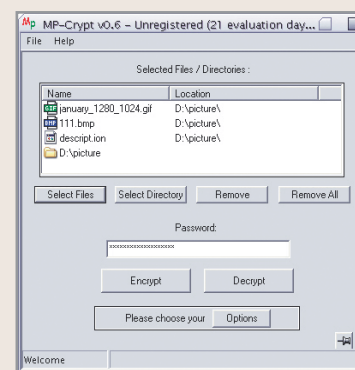 MP-Crypt v0.6 - Unregistered (21 evaluation day...
File Help
Selected Files / Directories :
Name Location
january_1280_1024.gif D:\picture\
111.bmp D:\picture\
descript.ion D:\picture\
D:\picture
Select Files Select Directory Remove Remove All
Password:
xxxxxxxxxxxxxxxxxxx
Encrypt Decrypt
Please choose your Options
Welcome